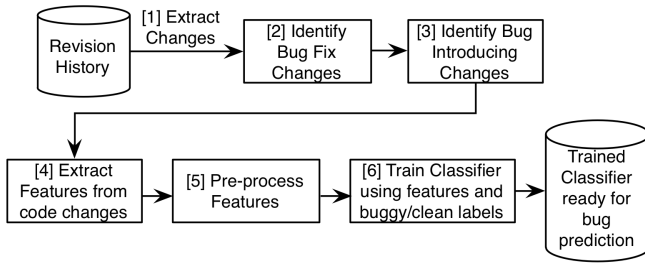 Revision
History
[1] Extract
Changes
[2] Identify
Bug Fix
Changes
[3] Identify Bug
Introducing
Changes
[4] Extract
Features from
code changes
[5] Pre-process
Features
[6] Train Classifier
using features and
buggy/clean labels
Trained
Classifier
ready for
bug
prediction